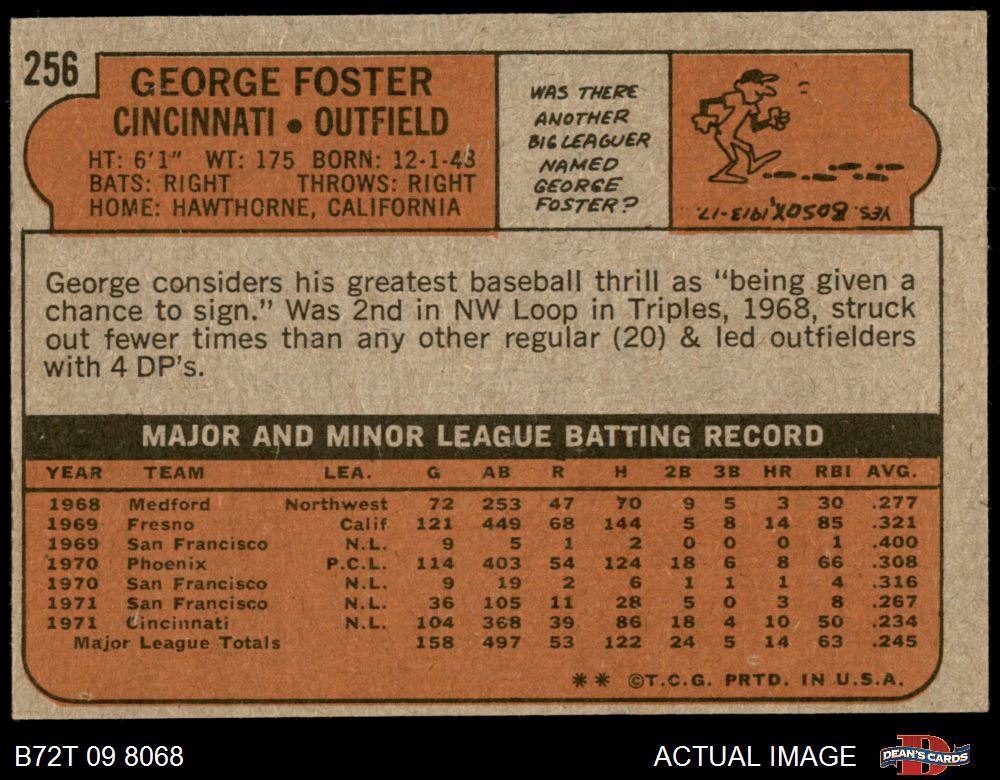 256
GEORGE FOSTER
CINCINNATI • OUTFIELD
HT: 6'1" WT: 175 BORN: 12-1-48
BATS: RIGHT THROWS: RIGHT
HOME: HAWTHORNE, CALIFORNIA
WAS THERE
ANOTHER
BIG LEAGUER
NAMED
GEORGE
FOSTER?
YES. BOSOX, 1913-17.
George considers his greatest baseball thrill as "being given a
chance to sign." Was 2nd in NW Loop in Triples, 1968, struck
out fewer times than any other regular (20) & led outfielders
with 4 DP's.
MAJOR AND MINOR LEAGUE BATTING RECORD
YEAR TEAM LEA. G AB R H 2B 3B HR RBI AVG.
1968 Medford Northwest 72 253 47 70 9 5 3 30 .277
1969 Fresno Calif. 121 449 68 144 5 8 14 85 .321
1969 San Francisco N.L. 9 5 1 2 0 0 0 1 .400
1970 Phoenix P.C.L. 114 403 54 124 18 6 8 66 .308
1970 San Francisco N.L. 9 19 2 6 1 1 1 4 .316
1971 San Francisco N.L. 36 105 11 28 5 0 3 8 .267
1971 Cincinnati N.L. 104 368 39 86 18 4 10 50 .234
Major League Totals 158 497 53 122 24 5 14 63 .245
** ©T.C.G. PRTD. IN U.S.A.
B72T 09 8068
ACTUAL IMAGE
DEAN'S CARDS